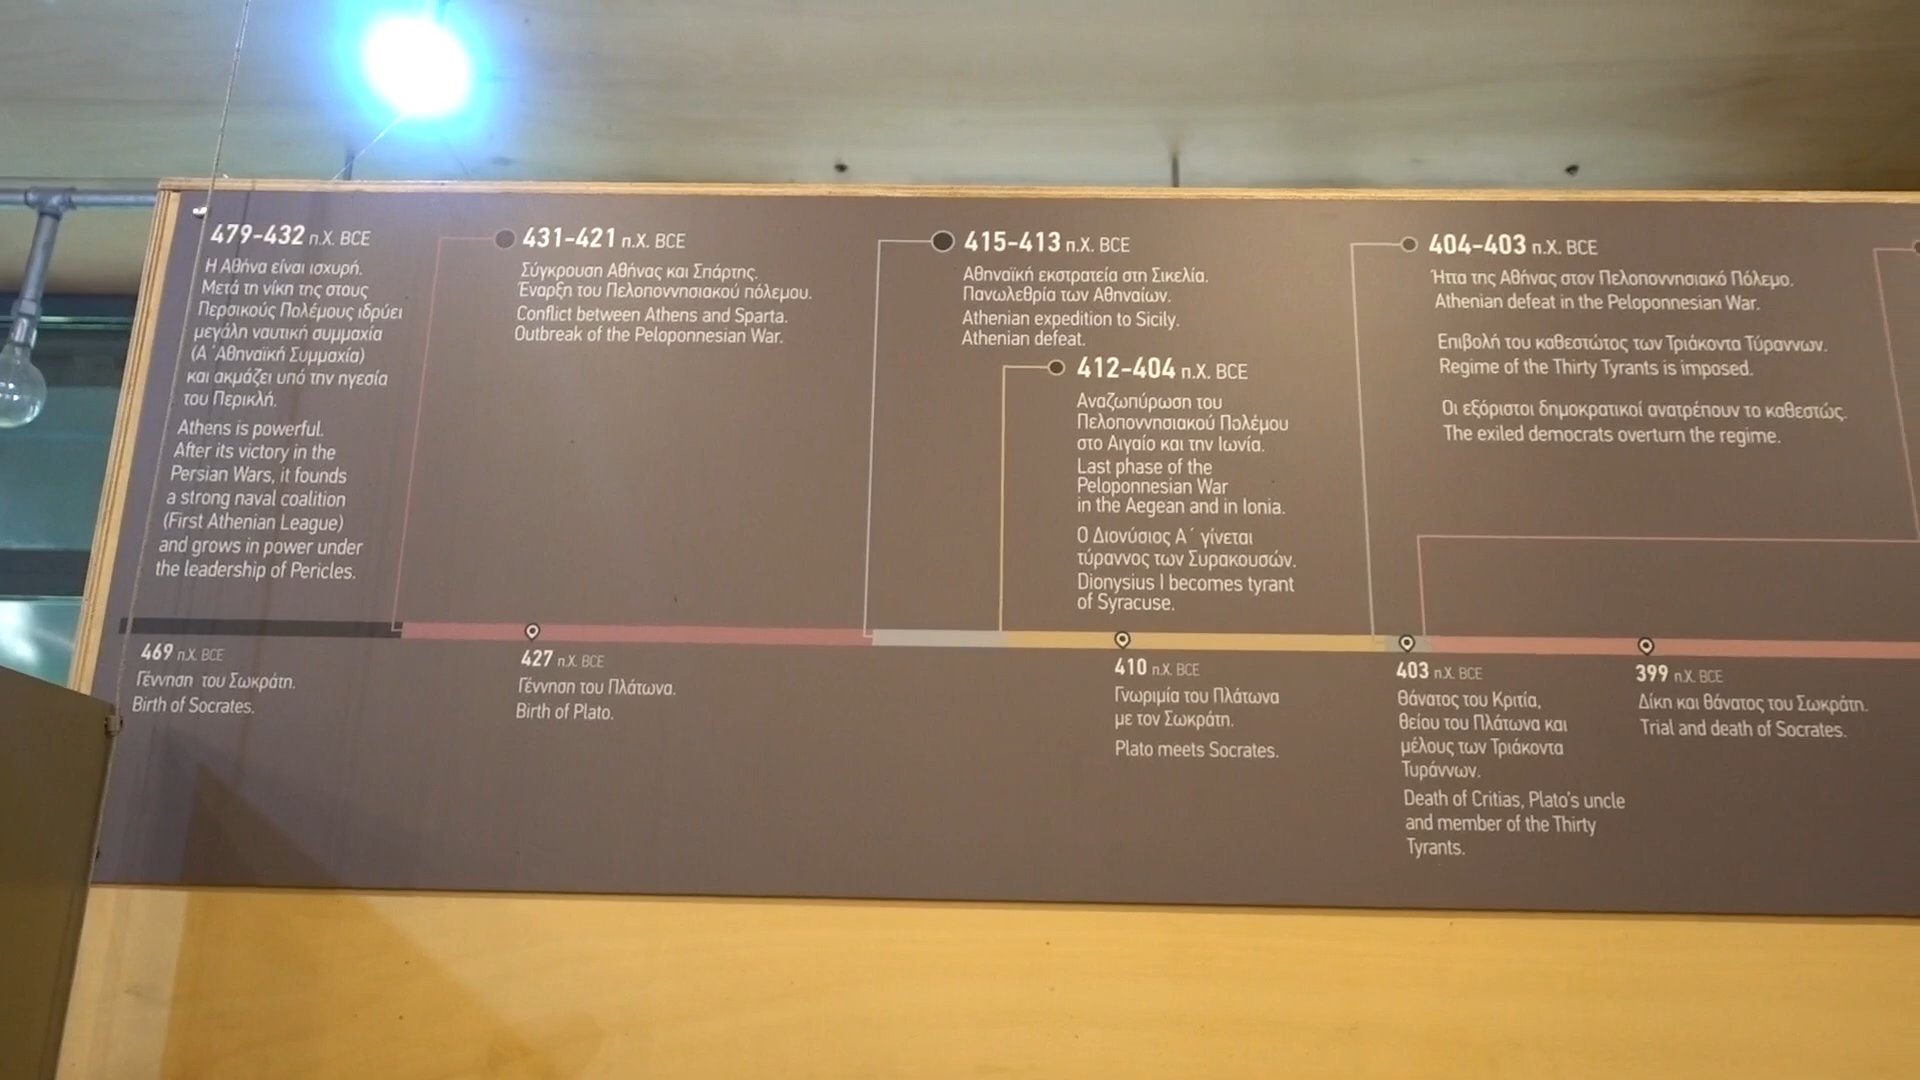 479-432 π.Χ. BCE
Η Αθήνα είναι ισχυρή.
Μετά τη νίκη της στους
Περσικούς Πολέμους ιδρύει
μεγάλη ναυτική συμμαχία
(Α΄Αθηναϊκή Συμμαχία)
και ακμάζει υπό την ηγεσία
του Περικλή.
Athens is powerful.
After its victory in the
Persian Wars, it founds
a strong naval coalition
(First Athenian League)
and grows in power under
the leadership of Pericles.
431-421 π.Χ. BCE
Σύγκρουση Αθήνας και Σπάρτης.
Έναρξη του Πελοποννησιακού πόλεμου.
Conflict between Athens and Sparta.
Outbreak of the Peloponnesian War.
415-413 π.Χ. BCE
Αθηναϊκή εκστρατεία στη Σικελία.
Πανωλεθρία των Αθηναίων.
Athenian expedition to Sicily.
Athenian defeat.
412-404 π.Χ. BCE
Αναζωπύρωση του
Πελοποννησιακού Πολέμου
στο Αιγαίο και την Ιωνία.
Last phase of the
Peloponnesian War
in the Aegean and in Ionia.
Ο Διονύσιος Α΄ γίνεται
τύραννος των Συρακουσών.
Dionysius I becomes tyrant
of Syracuse.
404-403 π.Χ. BCE
Ήττα της Αθήνας στον Πελοποννησιακό Πόλεμο.
Athenian defeat in the Peloponnesian War.
Επιβολή του καθεστώτος των Τριάκοντα Τύραννων.
Regime of the Thirty Tyrants is imposed.
Οι εξόριστοι δημοκρατικοί ανατρέπουν το καθεστώς.
The exiled democrats overturn the regime.
469 π.Χ. BCE
Γέννηση του Σωκράτη.
Birth of Socrates.
427 π.Χ. BCE
Γέννηση του Πλάτωνα.
Birth of Plato.
410 π.Χ. BCE
Γνωριμία του Πλάτωνα
με τον Σωκράτη.
Plato meets Socrates.
403 π.Χ. BCE
Θάνατος του Κριτία,
θείου του Πλάτωνα και
μέλους των Τριάκοντα
Τυράννων.
Death of Critias, Plato's uncle
and member of the Thirty
Tyrants.
399 π.Χ. BCE
Δίκη και θάνατος του Σωκράτη.
Trial and death of Socrates.